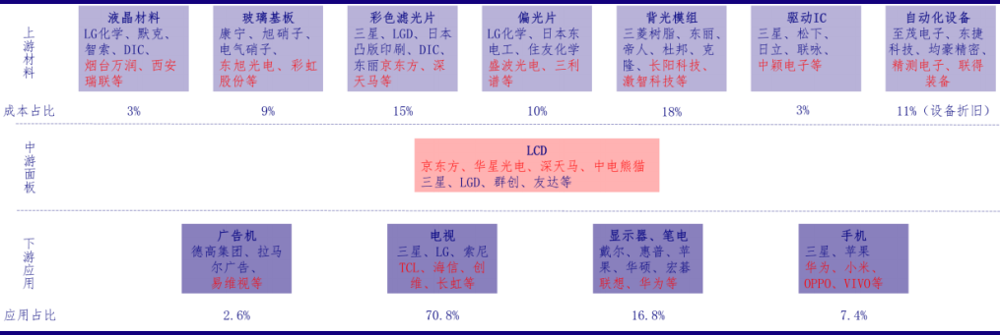 上游材料
液晶材料
LG化学、默克、
智索、DIC、
烟台万润、西安
瑞联等
玻璃基板
康宁、旭硝子、
电气硝子、
东旭光电、彩虹
股份等
彩色滤光片
三星、LGD、日本
凸版印刷、DIC、
东丽京东方、深
天马等
偏光片
LG化学、日本东
电工、住友化学
盛波光电、三利
谱等
背光模组
三菱树脂、东丽、
帝人、杜邦、克
隆、长阳科技、
激智科技等
驱动IC
三星、松下、
日立、联咏、
中颖电子等
自动化设备
至茂电子、东捷
科技、均豪精密、
精测电子、联得
装备
成本占比 3% 9% 15% 10% 18% 3% 11%（设备折旧）
中游面板
LCD
京东方、华星光电、深天马、中电熊猫
三星、LGD、群创、友达等
下游应用
广告机
德高集团、拉马
尔广告、
易维视等
电视
三星、LG、索尼
TCL、海信、创
维、长虹等
显示器、笔电
戴尔、惠普、苹
果、华硕、宏碁
联想、华为等
手机
三星、苹果
华为、小米、
OPPO、VIVO等
应用占比 2.6% 70.8% 16.8% 7.4%